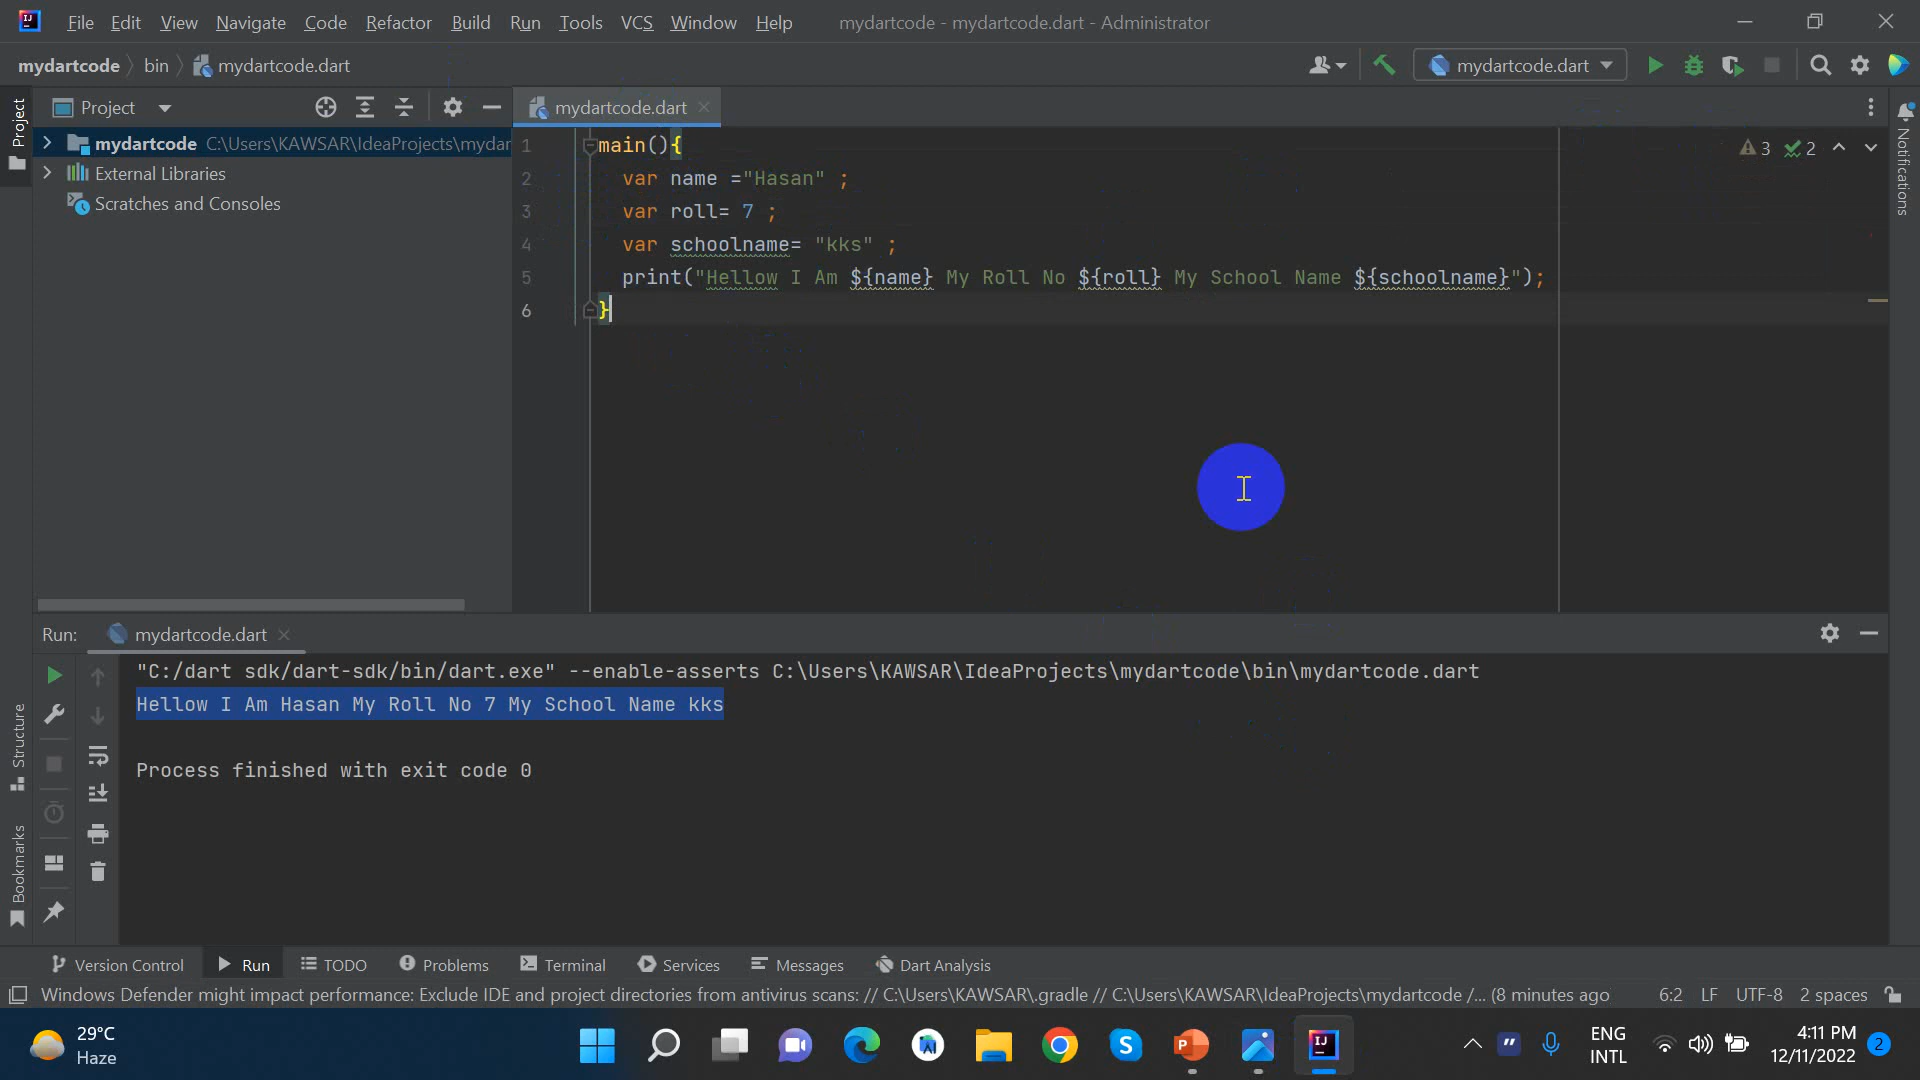 File Edit View Navigate Code Refactor Build Run Tools VCS Window Help mydartcode - mydartcode.dart - Administrator
mydartcode bin mydartcode.dart mydartcode.dart
Project
Project
mydartcode.dart
Notifications
mydartcode C:\Users\KAWSAR\IdeaProjects\mydar
External Libraries
Scratches and Consoles
3 2
1 main(){
2 var name ="Hasan" ;
3 var roll= 7 ;
4 var schoolname= "kks" ;
5 print("Hellow I Am ${name} My Roll No ${roll} My School Name ${schoolname}");
6 }
Run: mydartcode.dart
"C:/dart sdk/dart-sdk/bin/dart.exe" --enable-asserts C:\Users\KAWSAR\IdeaProjects\mydartcode\bin\mydartcode.dart
Hellow I Am Hasan My Roll No 7 My School Name kks
Process finished with exit code 0
Structure
Bookmarks
Version Control Run TODO Problems Terminal Services Messages Dart Analysis
Windows Defender might impact performance: Exclude IDE and project directories from antivirus scans: // C:\Users\KAWSAR\.gradle // C:\Users\KAWSAR\IdeaProjects\mydartcode /... (8 minutes ago 6:2 LF UTF-8 2 spaces
29°C
Haze
ENG
INTL
4:11 PM
12/11/2022
2